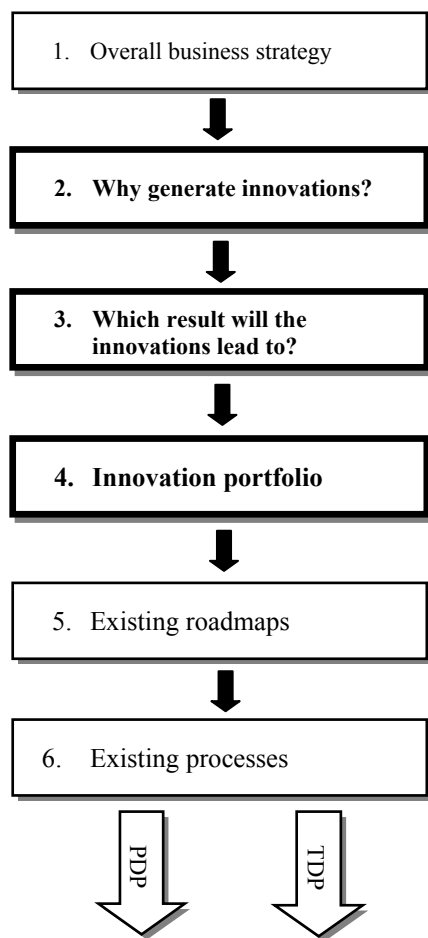 1. Overall business strategy
2. Why generate innovations?
3. Which result will the
innovations lead to?
4. Innovation portfolio
5. Existing roadmaps
6. Existing processes
PDP
TDP